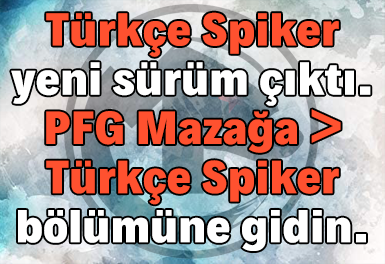 Türkçe Spiker
yeni sürüm çıktı.
PFG Mazağa >
Türkçe Spiker
bölümüne gidin.